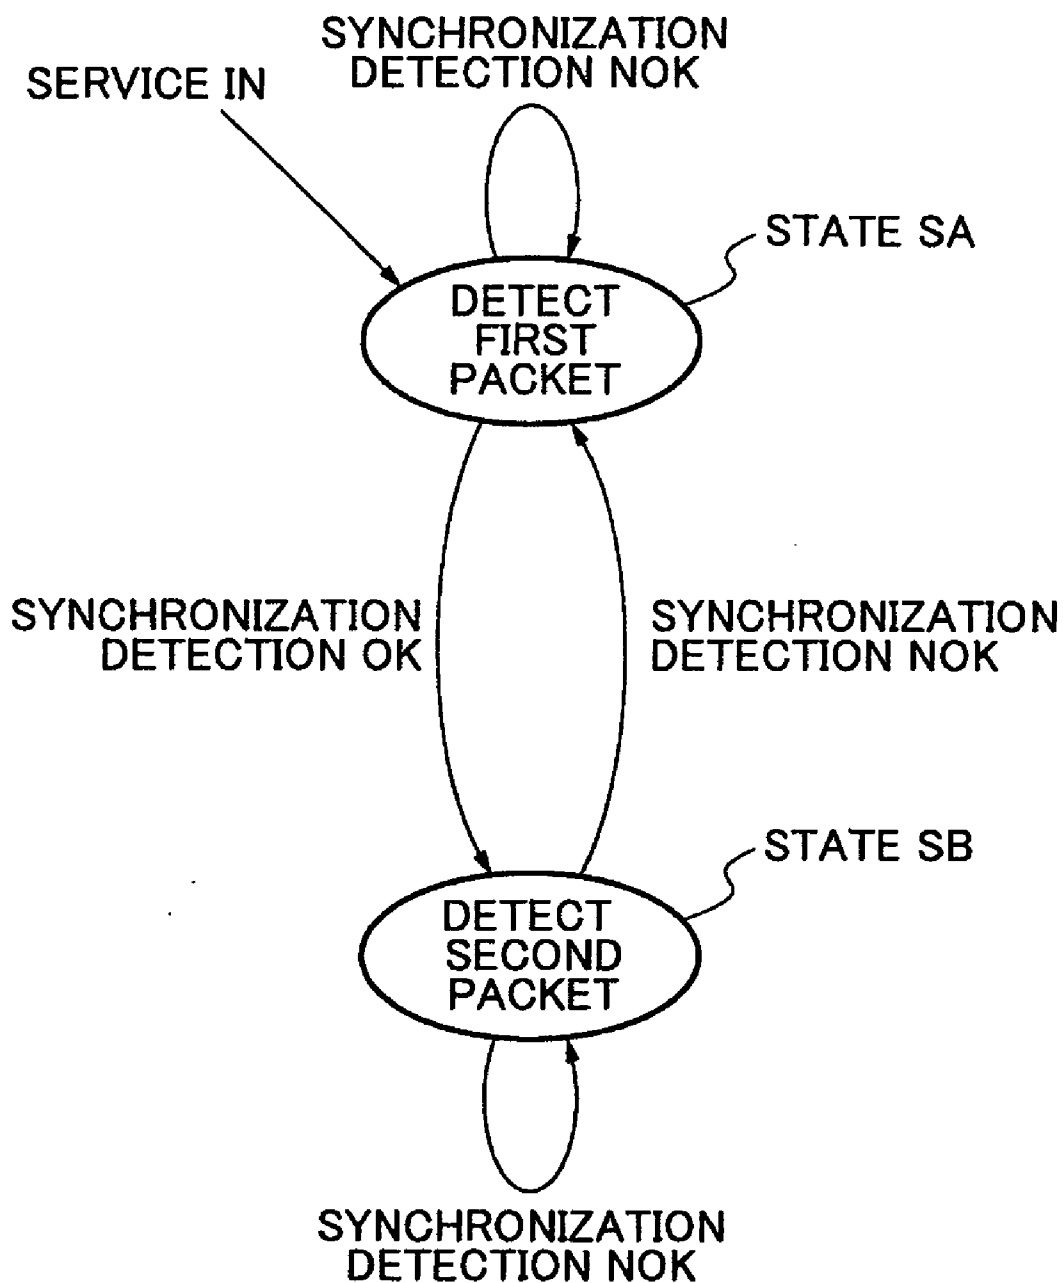 SYNCHRONIZATION
DETECTION NOK
SERVICE IN
STATE SA
DETECT
FIRST
PACKET
SYNCHRONIZATION
DETECTION OK
SYNCHRONIZATION
DETECTION NOK
STATE SB
DETECT
SECOND
PACKET
SYNCHRONIZATION
DETECTION NOK